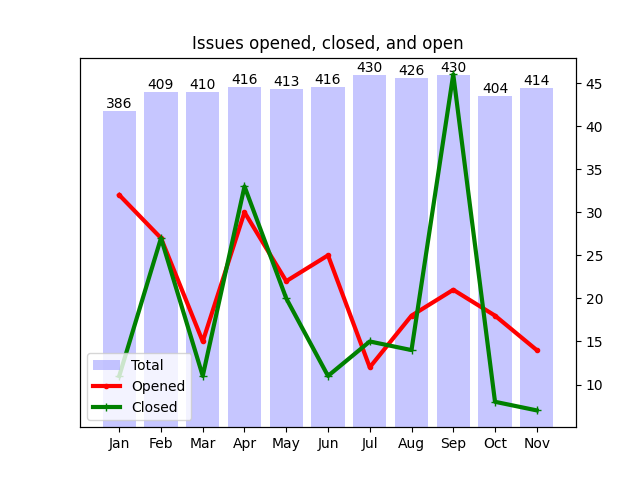 Issues opened, closed, and open
386 409 410 416 413 416 430 426 430 404 414
45
40
35
30
25
20
15
10
Total
Opened
Closed
Jan Feb Mar Apr May Jun Jul Aug Sep Oct Nov